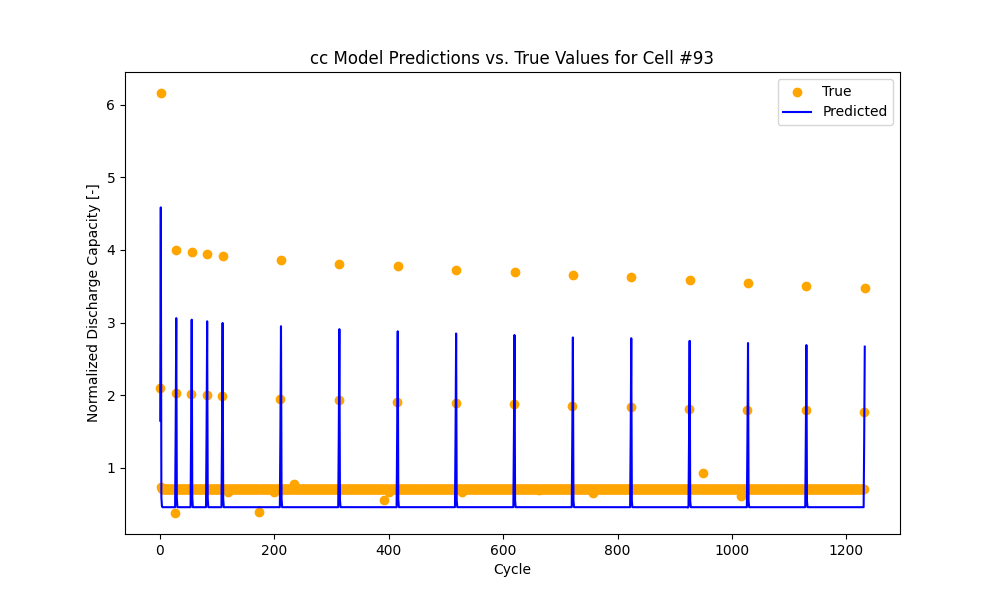 cc Model Predictions vs. True Values for Cell #93
True
Predicted
Normalized Discharge Capacity [-]
6
5
4
3
2
1
0
200
400
600
800
1000
1200
Cycle